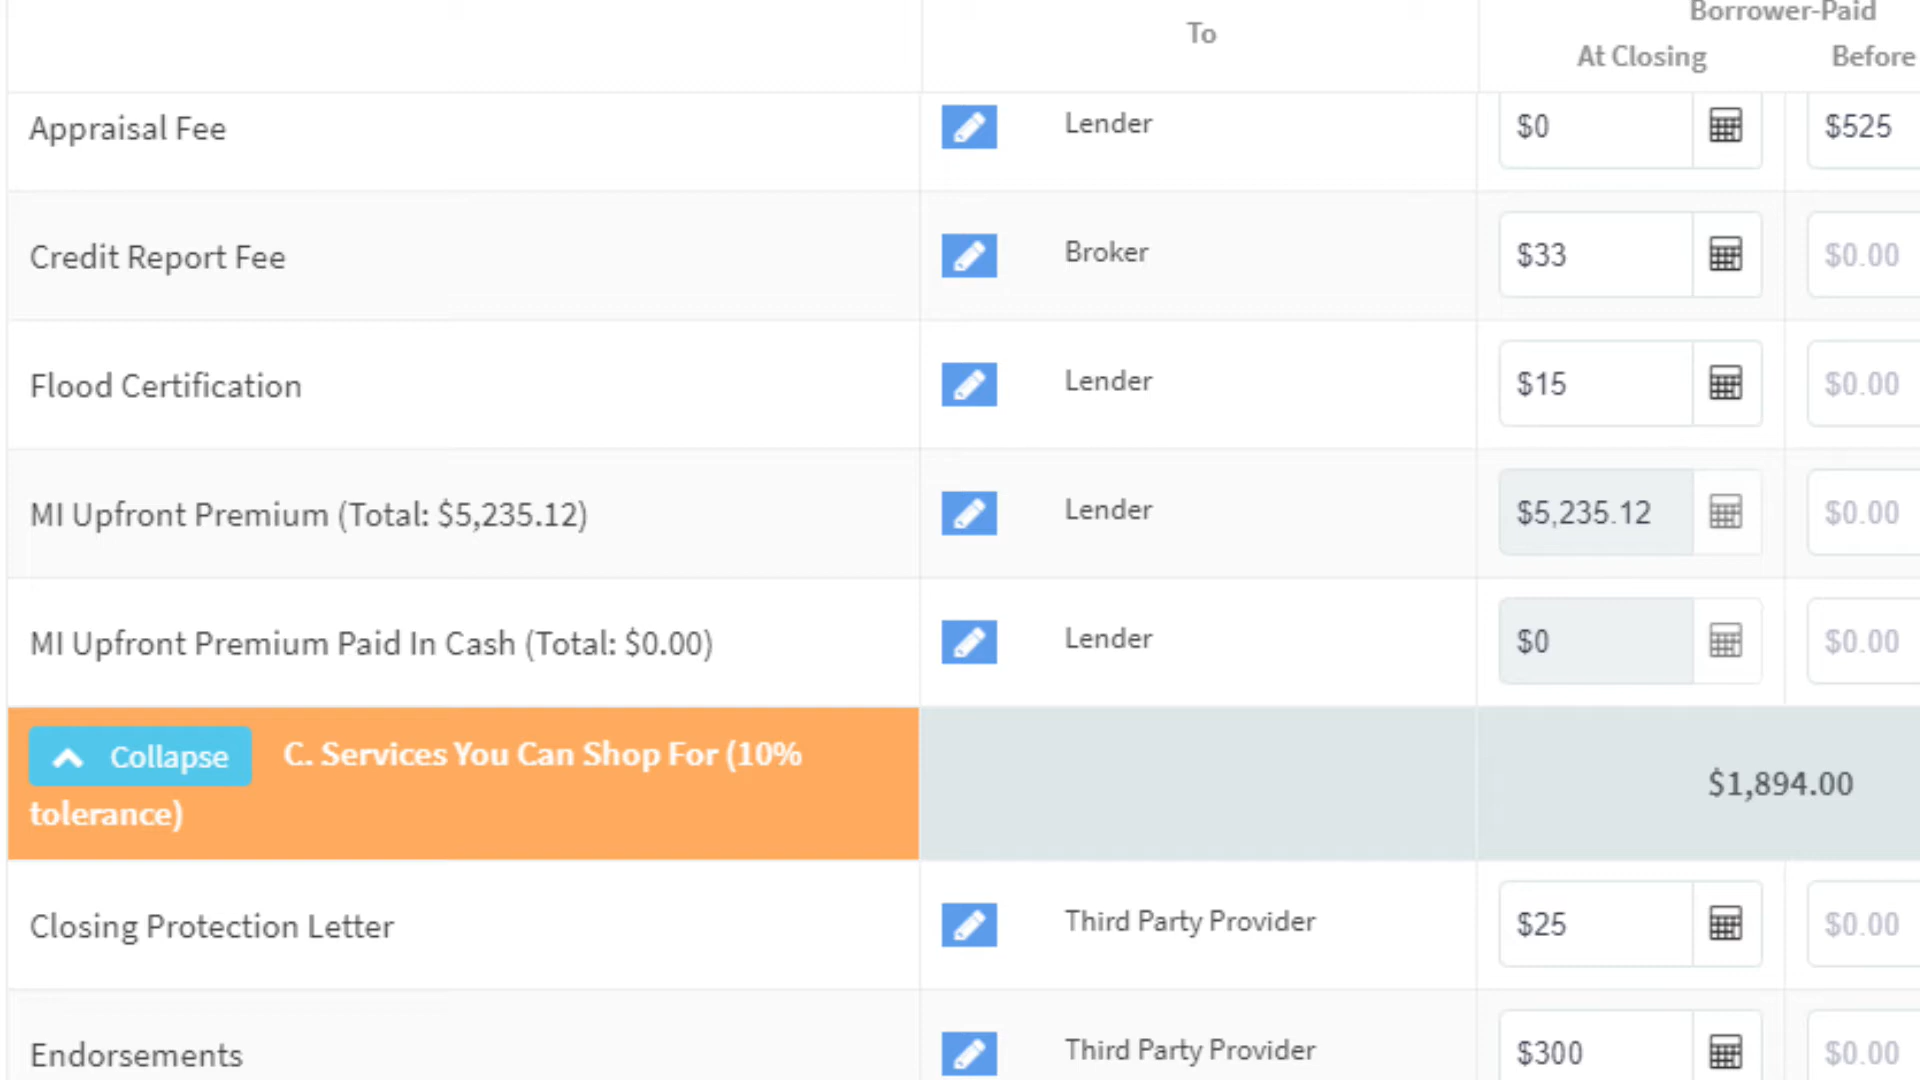 Borrower-Paid
To
At Closing
Before
Appraisal Fee
Lender
$0
$525
Credit Report Fee
Broker
$33
$0.00
Flood Certification
Lender
$15
$0.00
MI Upfront Premium (Total: $5,235.12)
Lender
$5,235.12
$0.00
MI Upfront Premium Paid In Cash (Total: $0.00)
Lender
$0
$0.00
Collapse
C. Services You Can Shop For (10%
tolerance)
$1,894.00
Closing Protection Letter
Third Party Provider
$25
$0.00
Endorsements
Third Party Provider
$300
$0.00